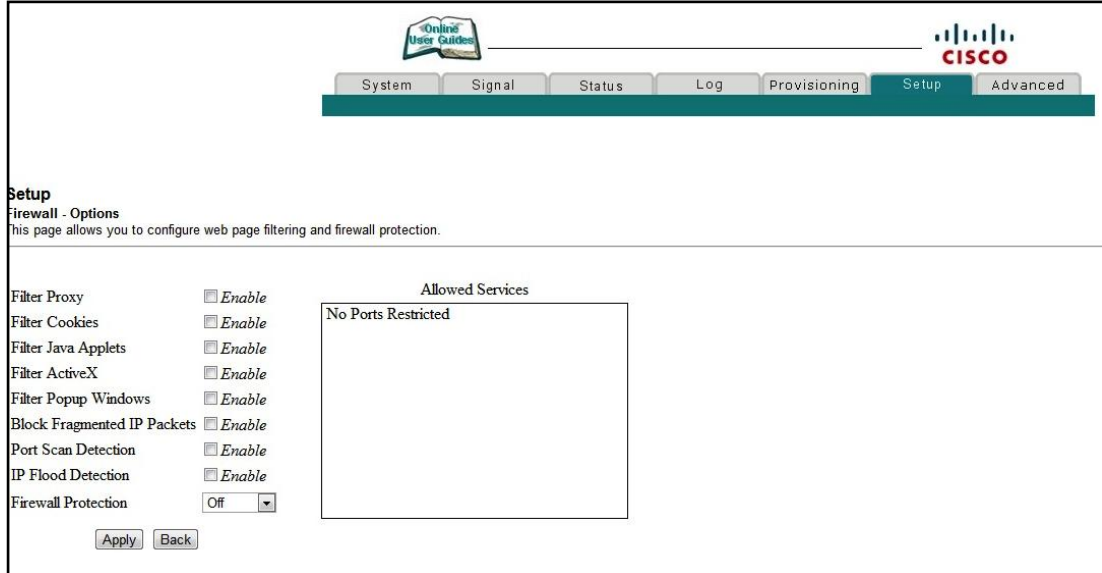 Online
User Guides
CISCO
System Signal Status Log Provisioning Setup Advanced
Setup
Firewall - Options
This page allows you to configure web page filtering and firewall protection.
Allowed Services
Filter Proxy Enable
No Ports Restricted
Filter Cookies Enable
Filter Java Applets Enable
Filter ActiveX Enable
Filter Popup Windows Enable
Block Fragmented IP Packets Enable
Port Scan Detection Enable
IP Flood Detection Enable
Firewall Protection Off
Apply Back